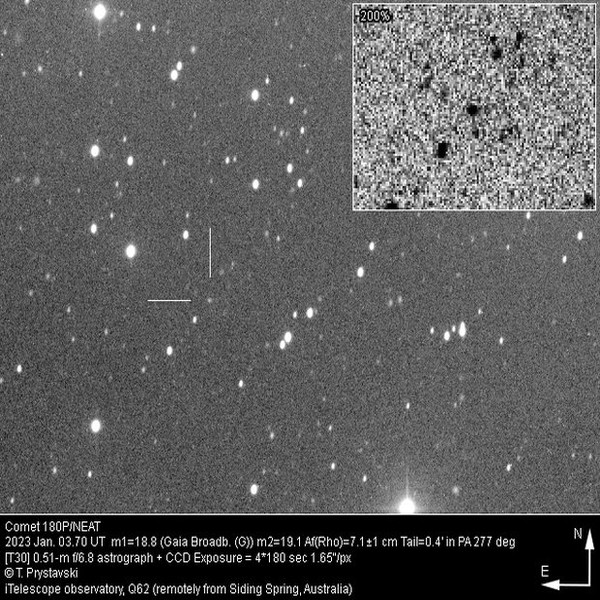 200%
Comet 180P/NEAT
2023 Jan. 03.70 UT m1=18.8 (Gaia Broadb. (G)) m2=19.1 Af(Rho)=7.1±1 cm Tail=0.4' in PA 277 deg
[T30] 0.51-m f/6.8 astrograph + CCD Exposure = 4*180 sec 1.65"/px
© T. Prystavski
iTelescope observatory, Q62 (remotely from Siding Spring, Australia)
N
E